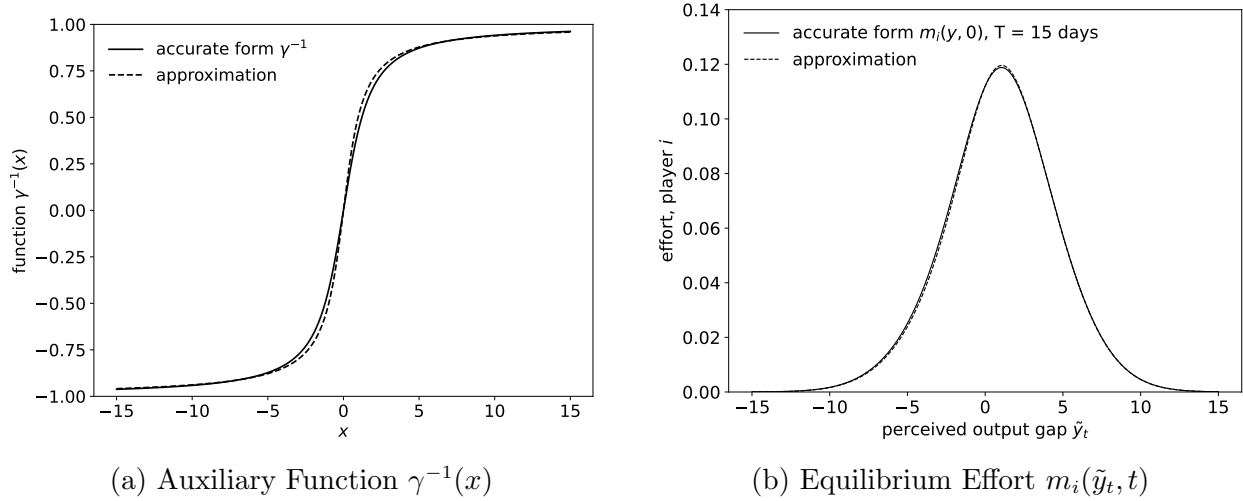 1.00
0.75
0.50
0.25
0.00
−0.25
−0.50
−0.75
−1.00
function γ⁻¹(x)
accurate form γ⁻¹
approximation
−15 −10 −5 0 5 10 15
x
(a) Auxiliary Function γ⁻¹(x)
0.14
0.12
0.10
0.08
0.06
0.04
0.02
0.00
effort, player i
accurate form mᵢ(y, 0), T = 15 days
approximation
−15 −10 −5 0 5 10 15
perceived output gap ỹₜ
(b) Equilibrium Effort mᵢ(ỹₜ, t)